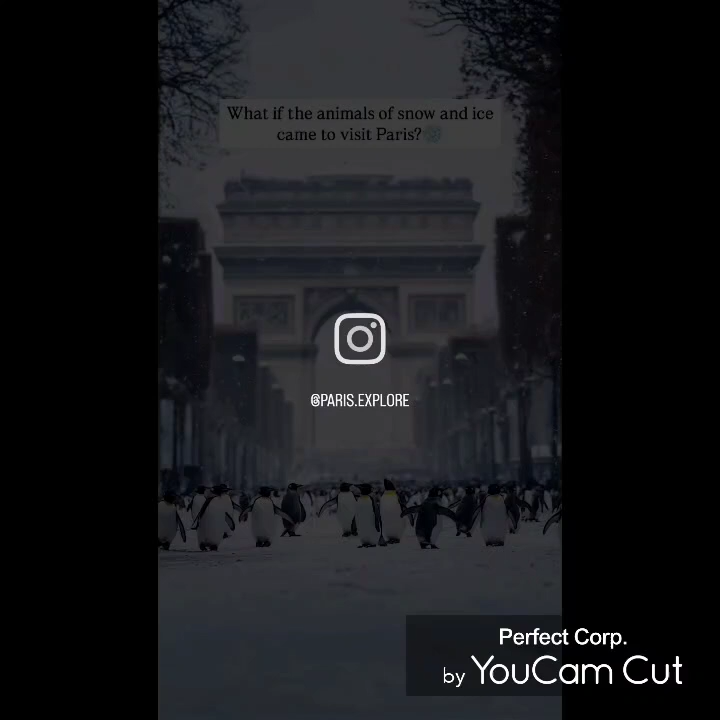 What if the animals of snow and ice
came to visit Paris?
@PARIS.EXPLORE
Perfect Corp.
by YouCam Cut